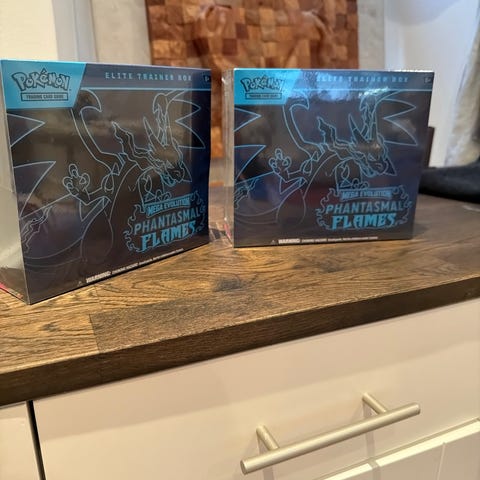 Pokémon
TRADING CARD GAME
ELITE TRAINER BOX
MEGA EVOLUTION
PHANTASMAL
FLAMES
WARNING:
Pokémon
TRADING CARD GAME
ELITE TRAINER BOX
MEGA EVOLUTION
PHANTASMAL
FLAMES
WARNING: